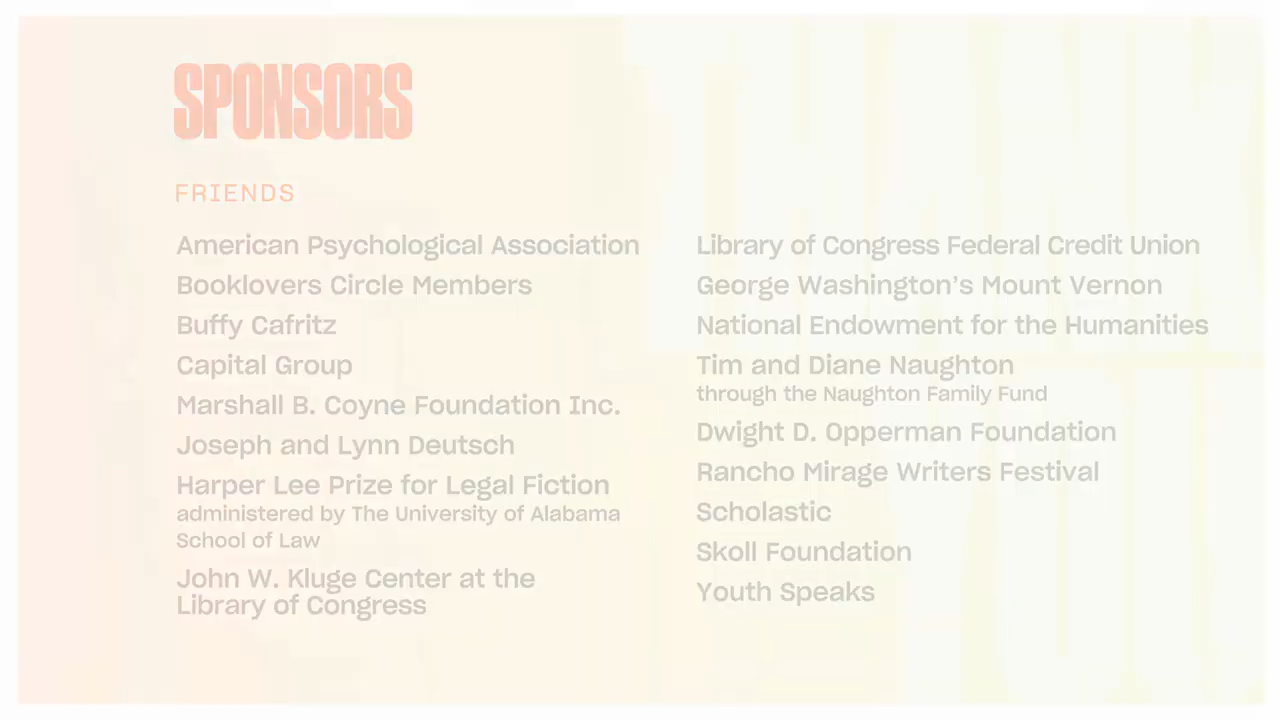 SPONSORS
FRIENDS
American Psychological Association
Booklovers Circle Members
Buffy Cafritz
Capital Group
Marshall B. Coyne Foundation Inc.
Joseph and Lynn Deutsch
Harper Lee Prize for Legal Fiction
administered by The University of Alabama
School of Law
John W. Kluge Center at the
Library of Congress
Library of Congress Federal Credit Union
George Washington’s Mount Vernon
National Endowment for the Humanities
Tim and Diane Naughton
through the Naughton Family Fund
Dwight D. Opperman Foundation
Rancho Mirage Writers Festival
Scholastic
Skoll Foundation
Youth Speaks
THANK
YOU